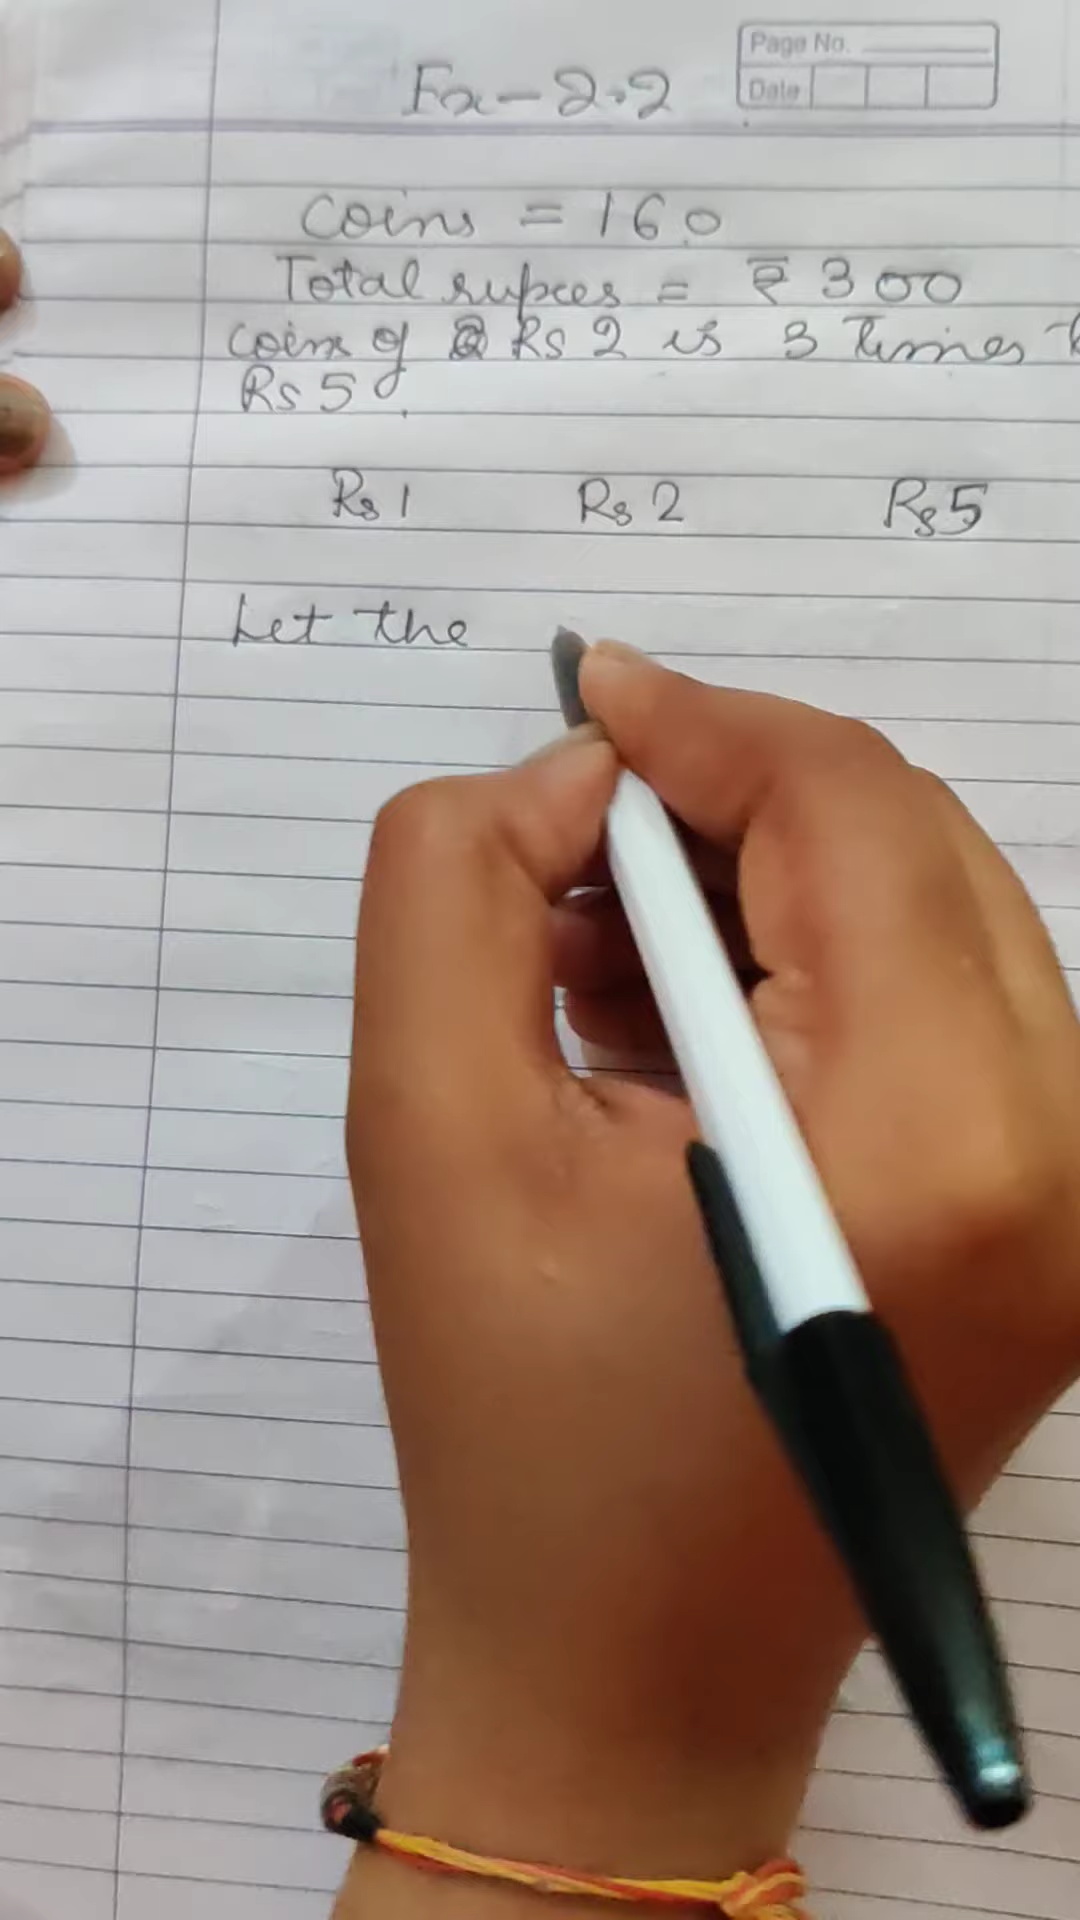 Page No.
Date
Ex-2.2
Coins = 160
Total rupees = ₹ 300
coins of Rs 2 is 3 times
Rs 5.
Rs 1 Rs 2 Rs 5
Let the